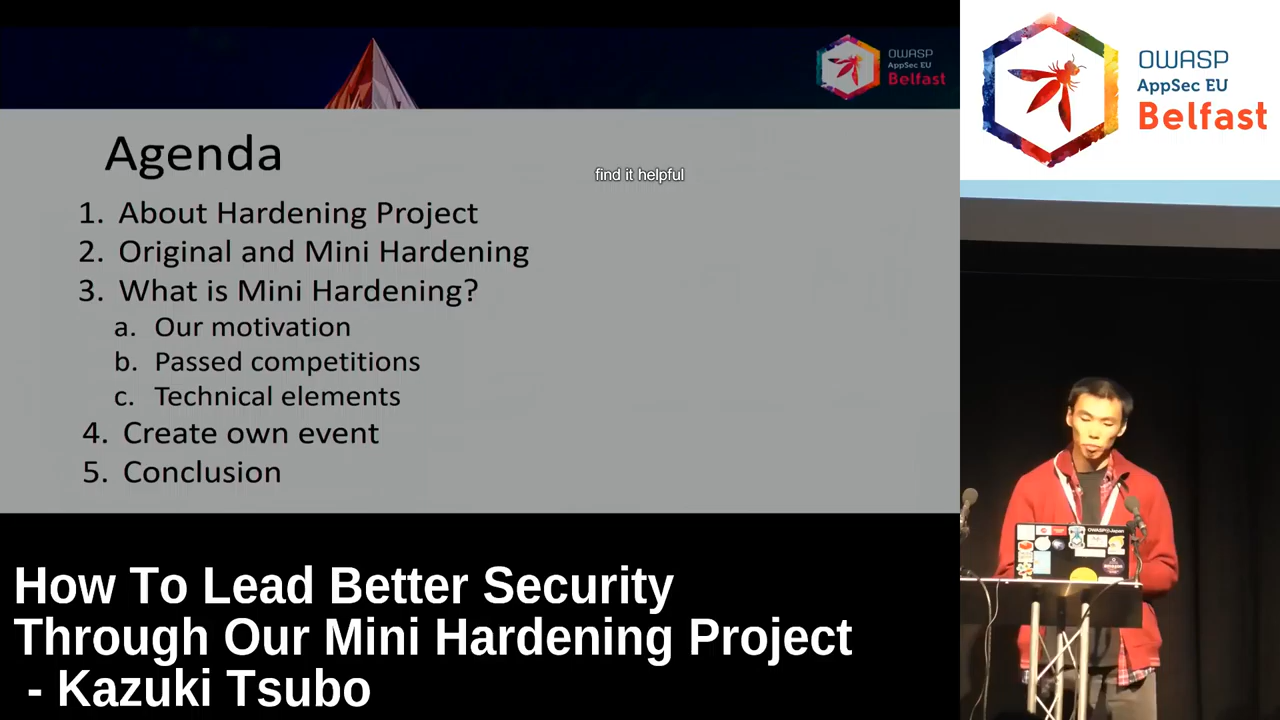 OWASP
AppSec EU
Belfast
Agenda
find it helpful
1. About Hardening Project
2. Original and Mini Hardening
3. What is Mini Hardening?
a. Our motivation
b. Passed competitions
c. Technical elements
4. Create own event
5. Conclusion
How To Lead Better Security
Through Our Mini Hardening Project
- Kazuki Tsubo
OWASP
AppSec EU
Belfast
OWASP Japan